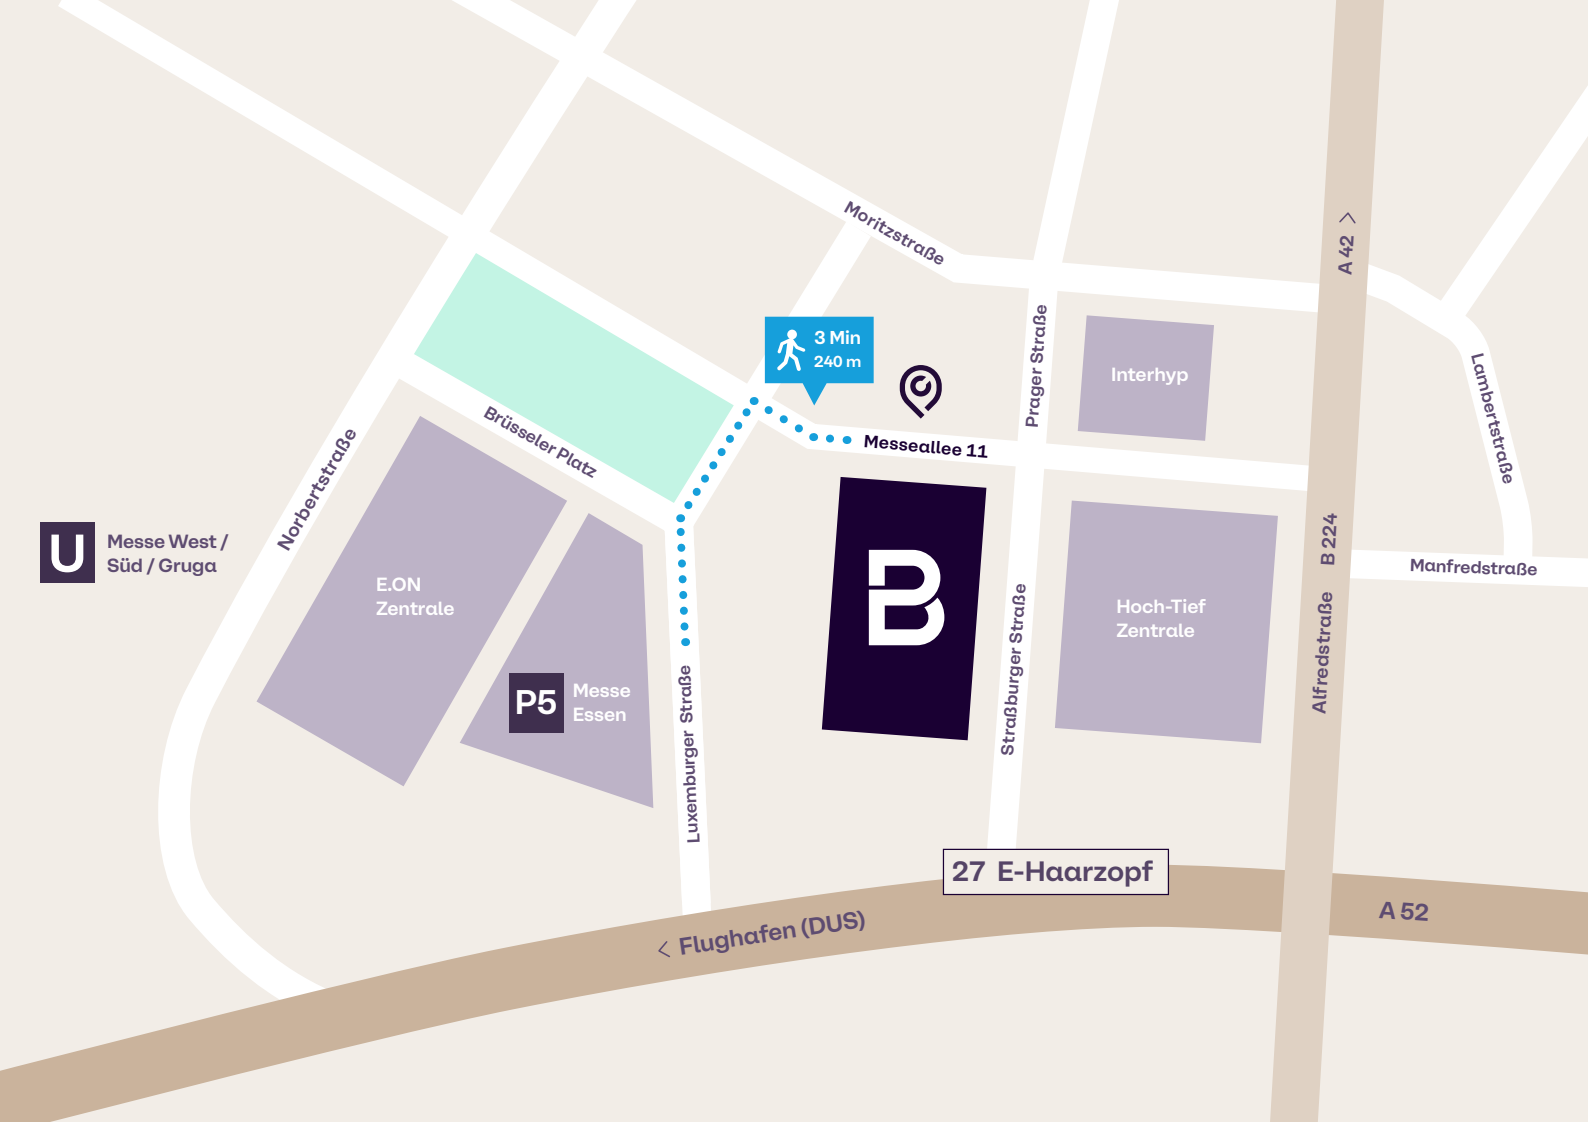 Moritzstraße
A 42 >
3 Min
240 m
Prager Straße
Interhyp
Lambertstraße
Brüsseler Platz
Messeallee 11
Norbertstraße
U
Messe West /
Süd / Gruga
E.ON
Zentrale
P5
Messe
Essen
Luxemburger Straße
B
Straßburger Straße
Hoch-Tief
Zentrale
Alfredstraße B 224
Manfredstraße
27 E-Haarzopf
< Flughafen (DUS)
A 52